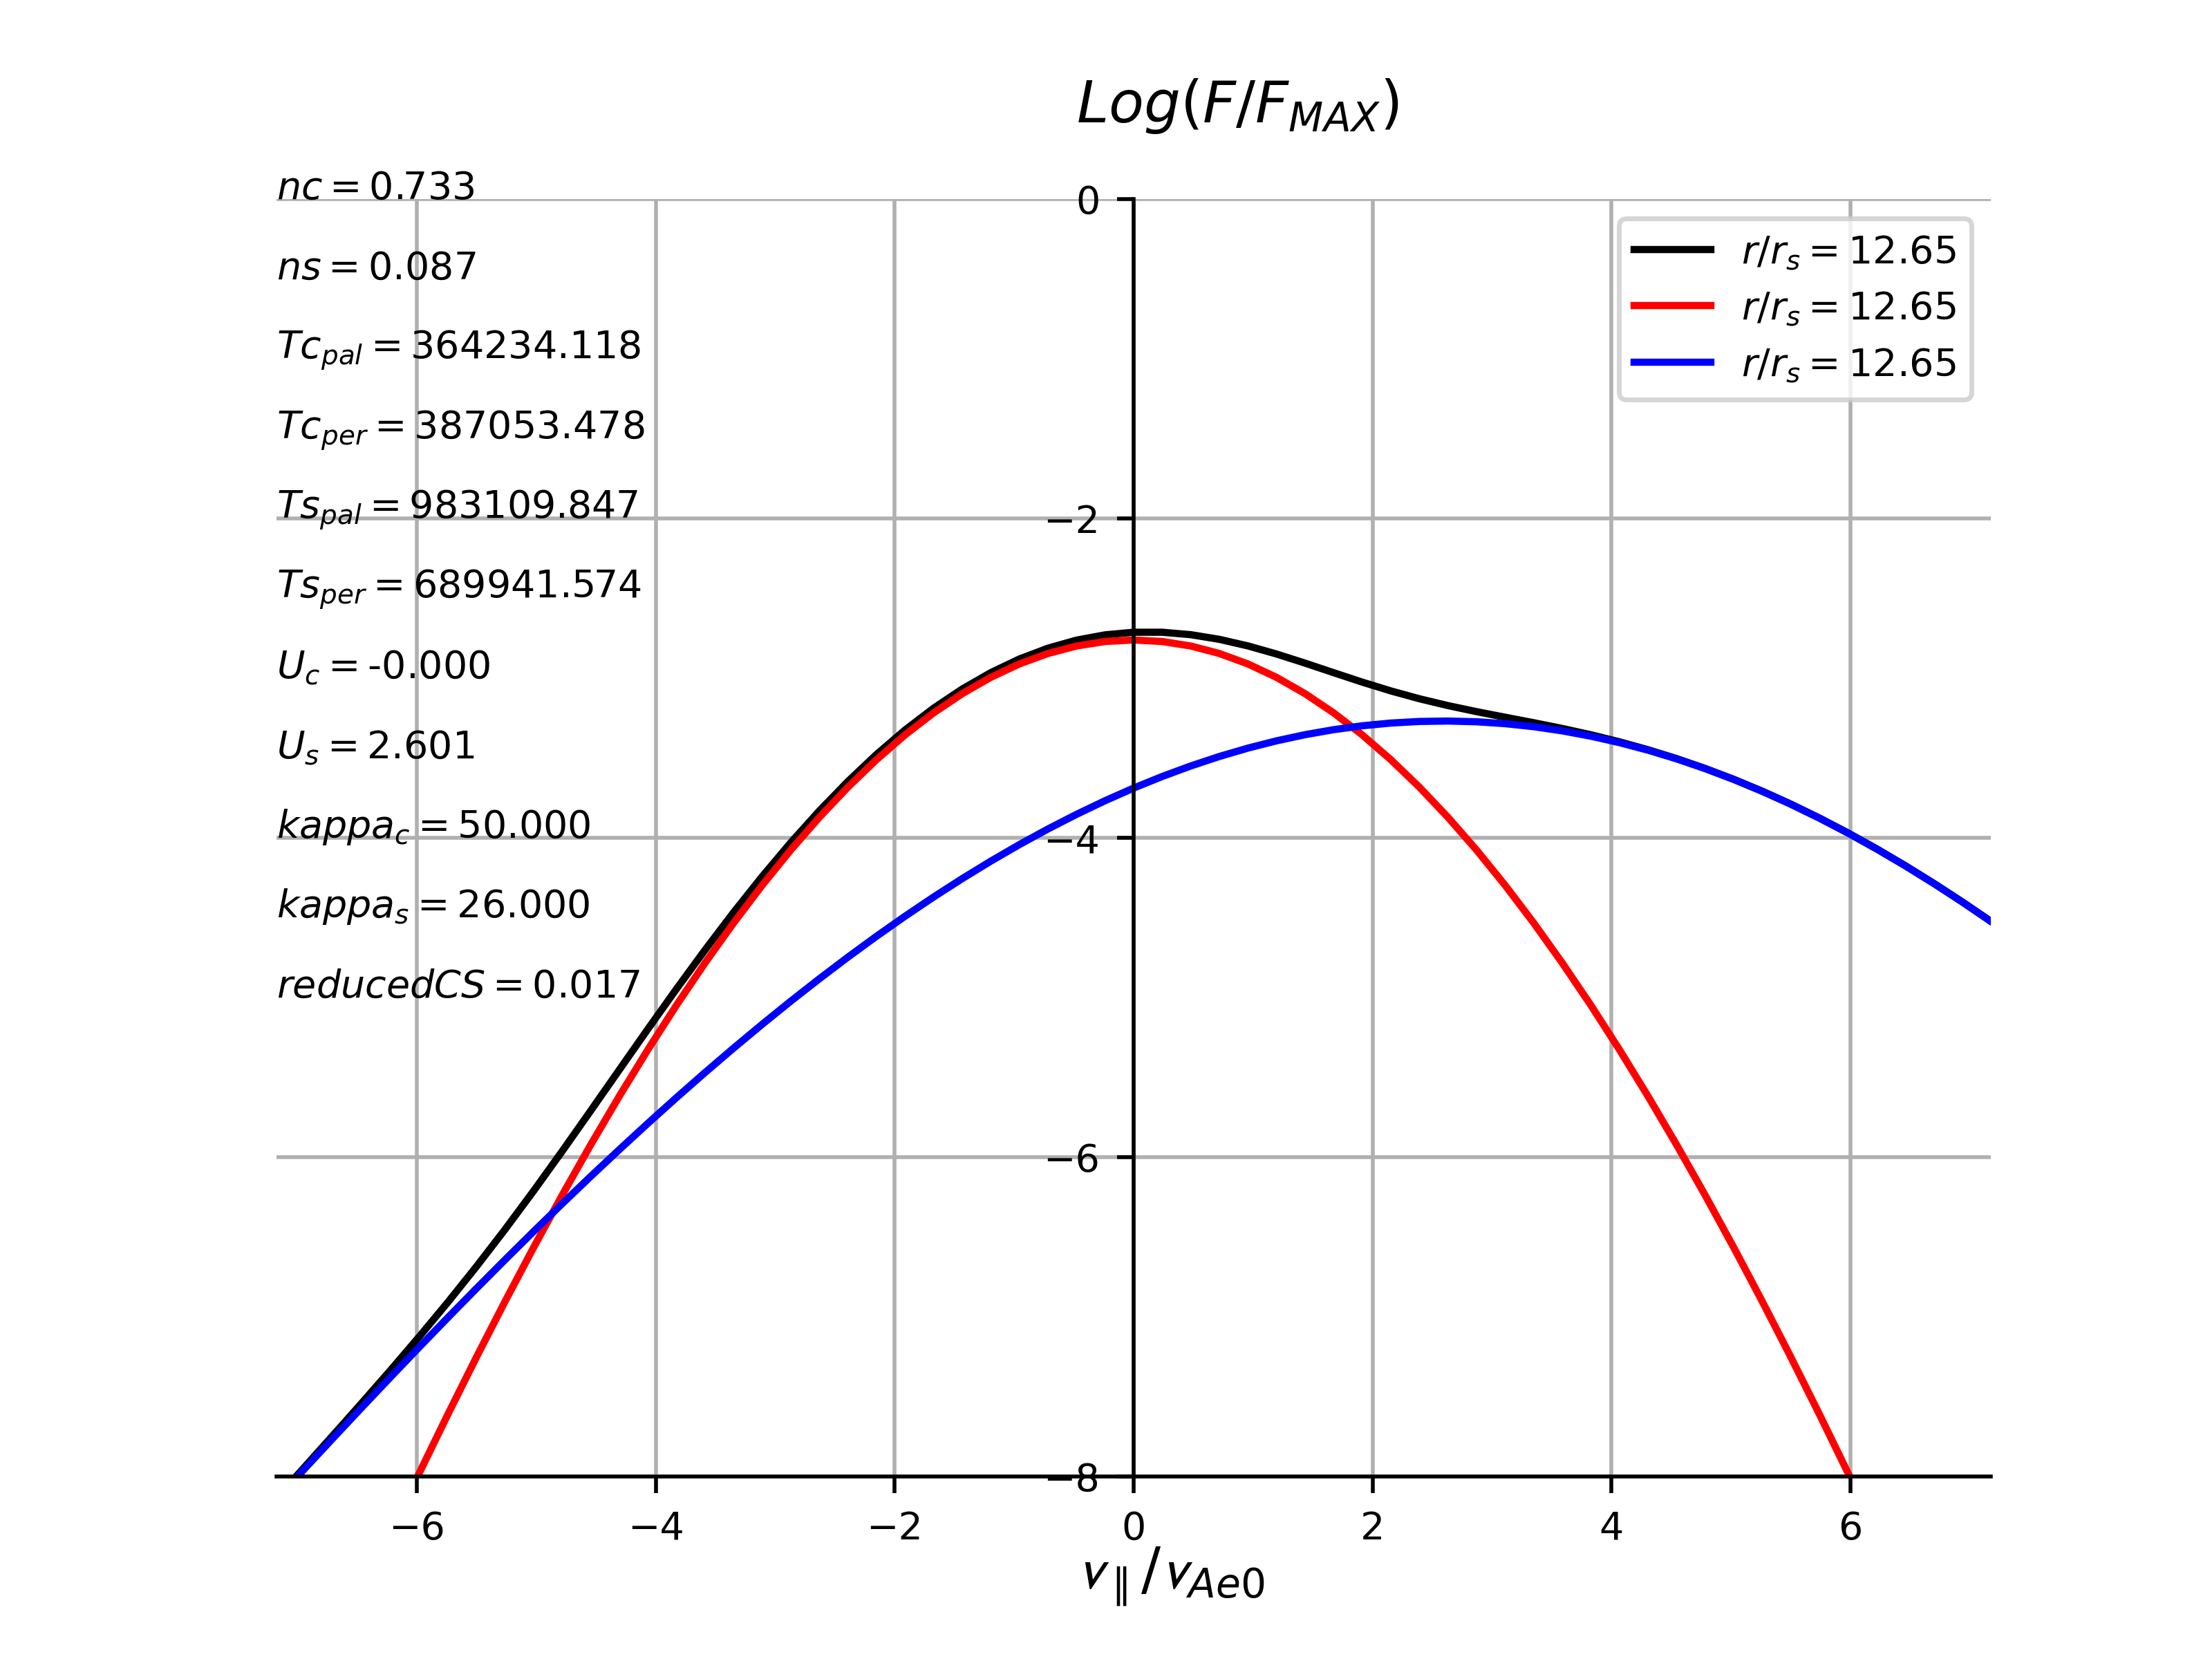 Log(F/F_MAX)
nc = 0.733
ns = 0.087
Tc_pal = 364234.118
Tc_per = 387053.478
Ts_pal = 983109.847
Ts_per = 689941.574
U_c = -0.000
U_s = 2.601
kappa_c = 50.000
kappa_s = 26.000
reducedCS = 0.017
0
−2
−4
−6
−8
r/r_s = 12.65
r/r_s = 12.65
r/r_s = 12.65
−6 −4 −2 0 2 4 6
v_∥/v_Ae0